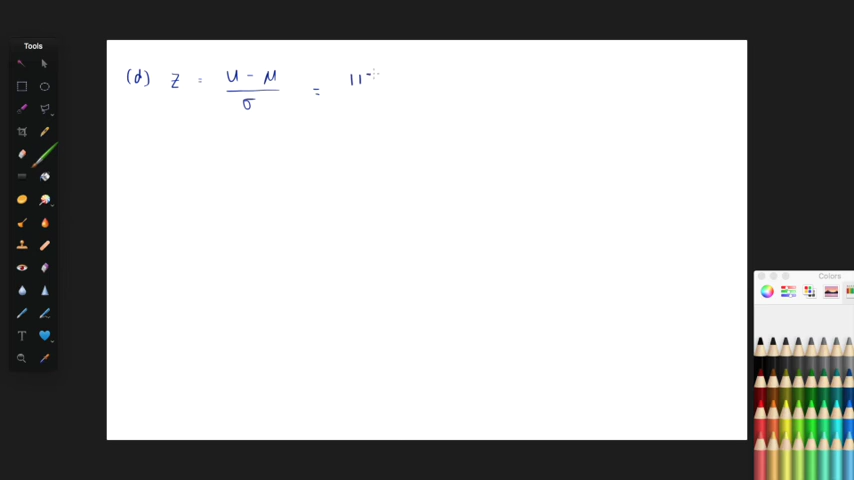 Tools
(d) z = u - μ / σ = 11 -
Colors
T